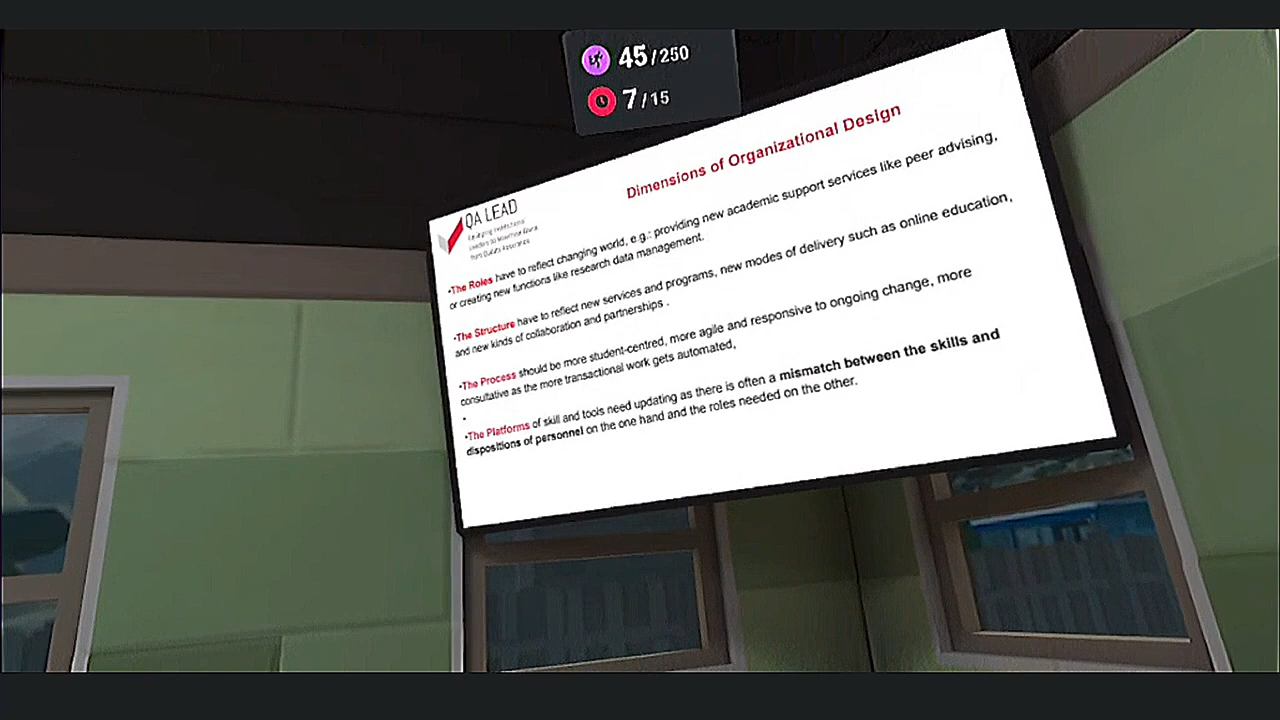 45/250
7/15
Dimensions of Organizational Design
QA LEAD
Leaders to
from Quality Assurance
•The Roles have to reflect changing world, e.g.: providing new academic support services like peer advising,
or creating new functions like research data management.
•The Structure have to reflect new services and programs, new modes of delivery such as online education,
and new kinds of collaboration and partnerships .
•The Process should be more student-centred, more agile and responsive to ongoing change, more
consultative as the more transactional work gets automated,
•
•The Platforms of skill and tools need updating as there is often a mismatch between the skills and
dispositions of personnel on the one hand and the roles needed on the other.